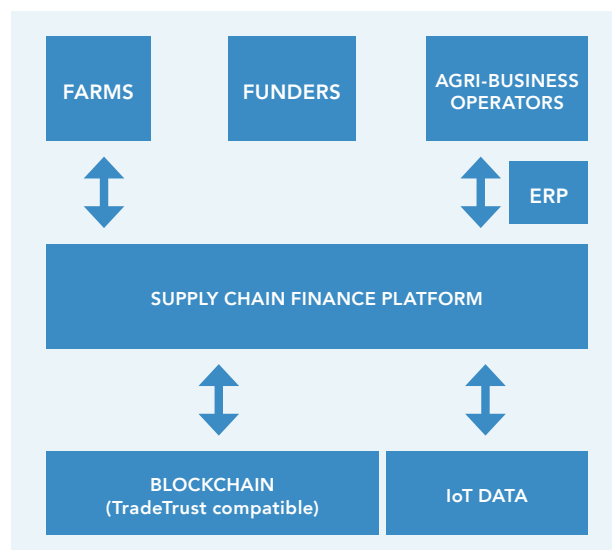 FARMS
FUNDERS
AGRI-BUSINESS
OPERATORS
ERP
SUPPLY CHAIN FINANCE PLATFORM
BLOCKCHAIN
(TradeTrust compatible)
IoT DATA